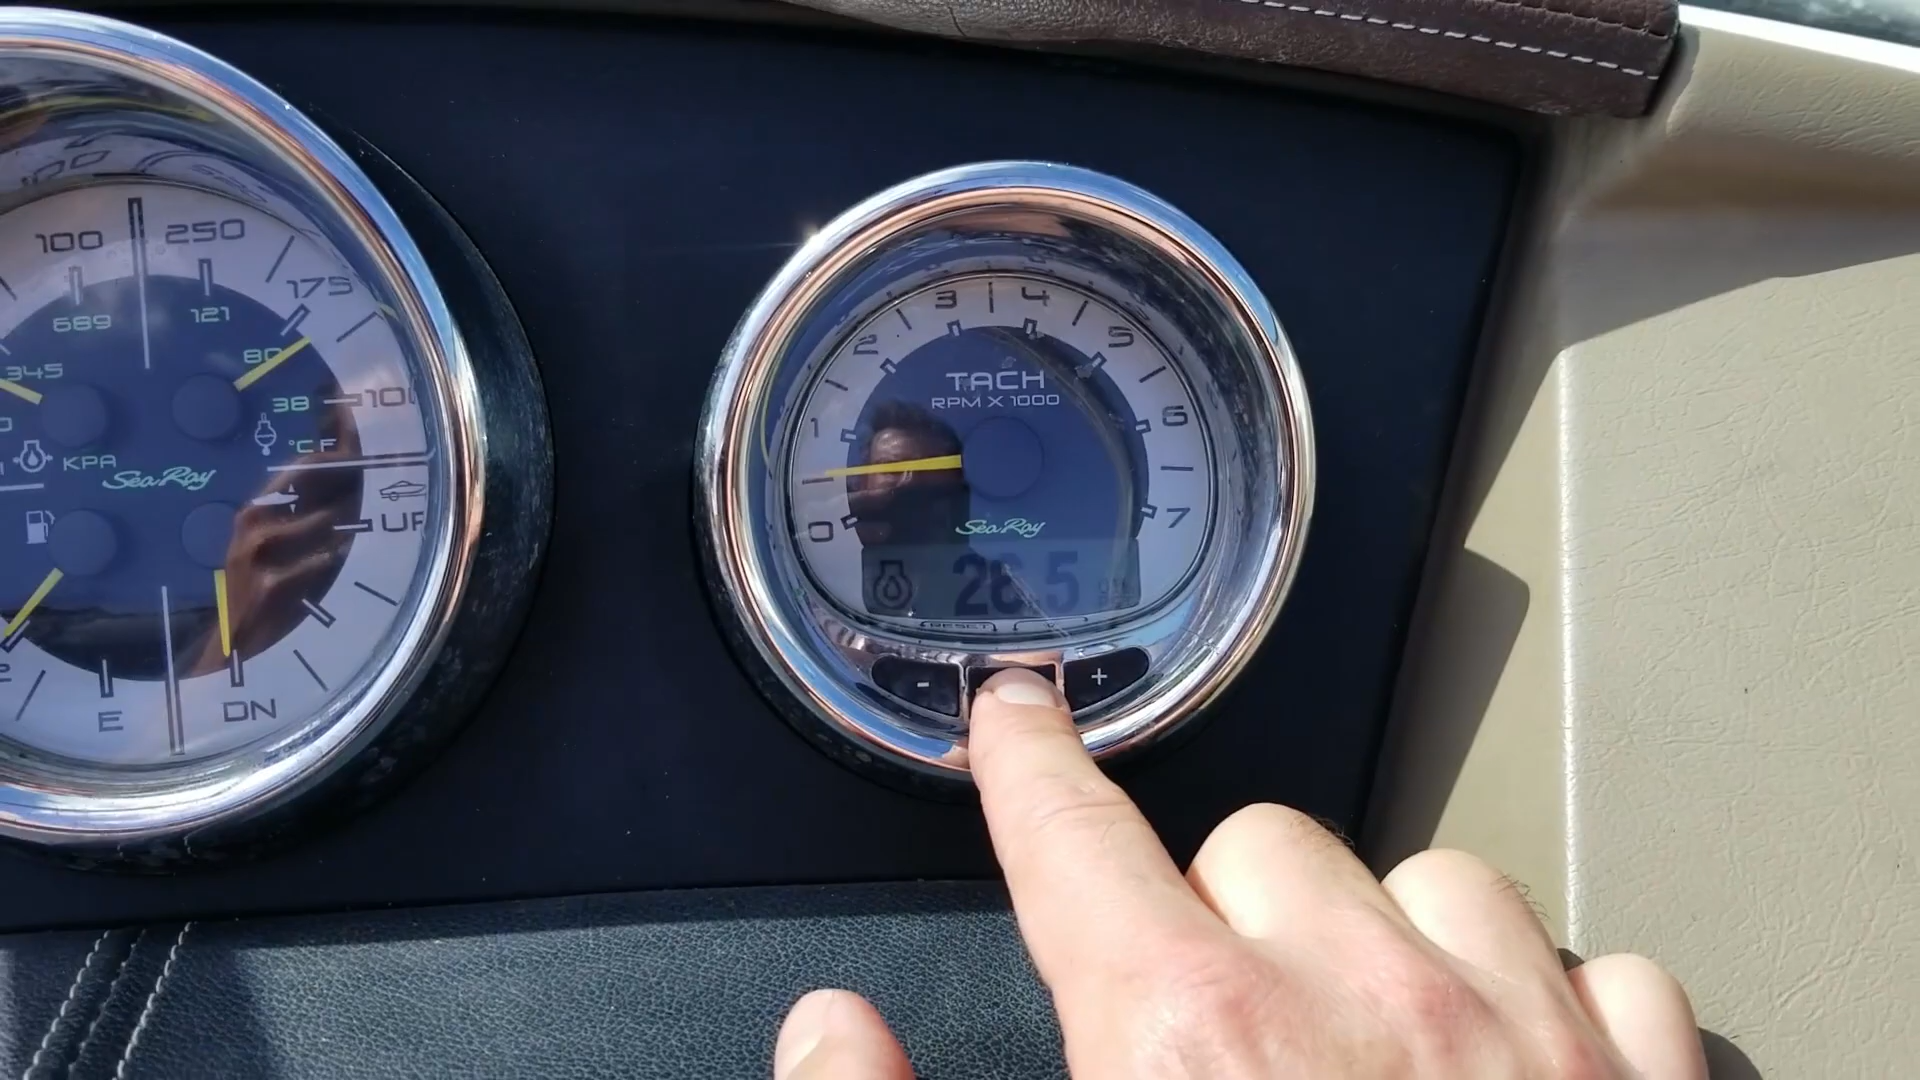 100 250
175
689 121
345 80
100
38
°C F
KPA
Sea Ray
UP
E DN
3 4
2 5
TACH
RPM X 1000
1 6
Sea Ray
0 7
26.5
RESET
- +